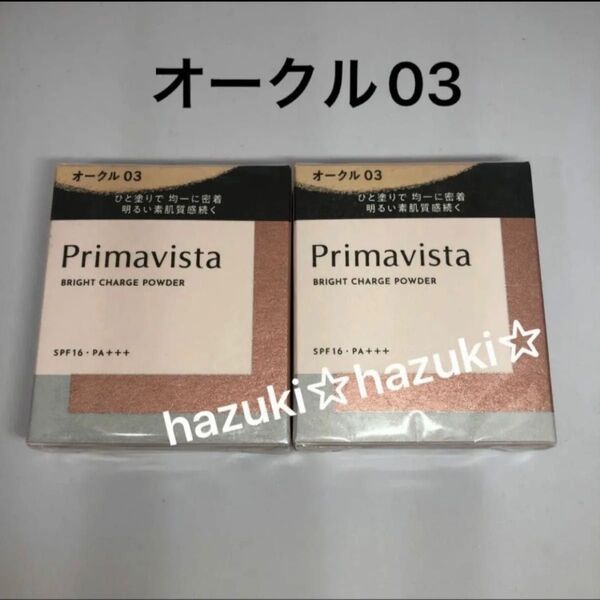 オークル03
オークル 03
ひと塗りで 均一に密着
明るい素肌質感続く
Primavista
BRIGHT CHARGE POWDER
SPF16・PA+++
オークル 03
ひと塗りで 均一に密着
明るい素肌質感続く
Primavista
BRIGHT CHARGE POWDER
SPF16・PA+++
hazuki☆hazuki☆